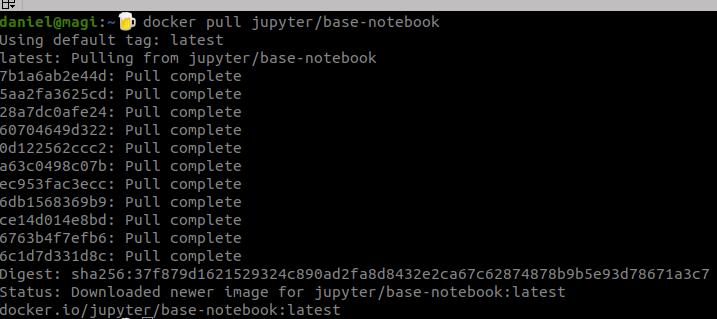 daniel@magi:~🍺 docker pull jupyter/base-notebook
Using default tag: latest
latest: Pulling from jupyter/base-notebook
7b1a6ab2e44d: Pull complete
5aa2fa3625cd: Pull complete
28a7dc0afe24: Pull complete
60704649d322: Pull complete
0d122562ccc2: Pull complete
a63c0498c07b: Pull complete
ec953fac3ecc: Pull complete
6db1568369b9: Pull complete
ce14d014e8bd: Pull complete
6763b4f7efb6: Pull complete
6c1d7d331d8c: Pull complete
Digest: sha256:37f879d1621529324c890ad2fa8d8432e2ca67c62874878b9b5e93d78671a3c7
Status: Downloaded newer image for jupyter/base-notebook:latest
docker.io/jupyter/base-notebook:latest